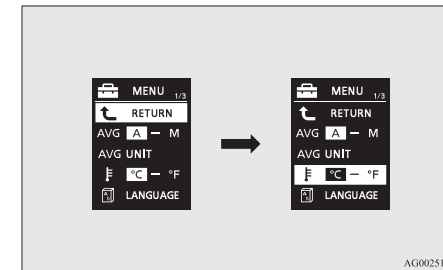 MENU 1/3
RETURN
AVG A – M
AVG UNIT
°C – °F
LANGUAGE
MENU 1/3
RETURN
AVG A – M
AVG UNIT
°C – °F
LANGUAGE
AG00251